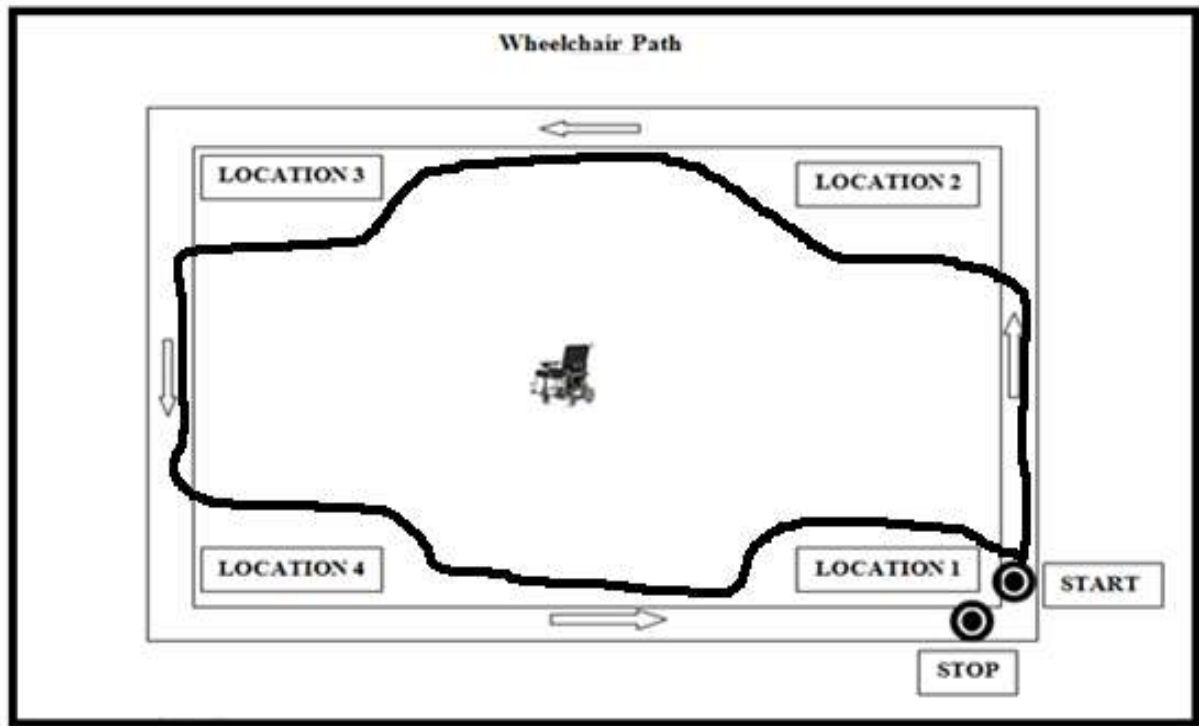 Wheelchair Path
LOCATION 3
LOCATION 2
LOCATION 4
LOCATION 1
START
STOP